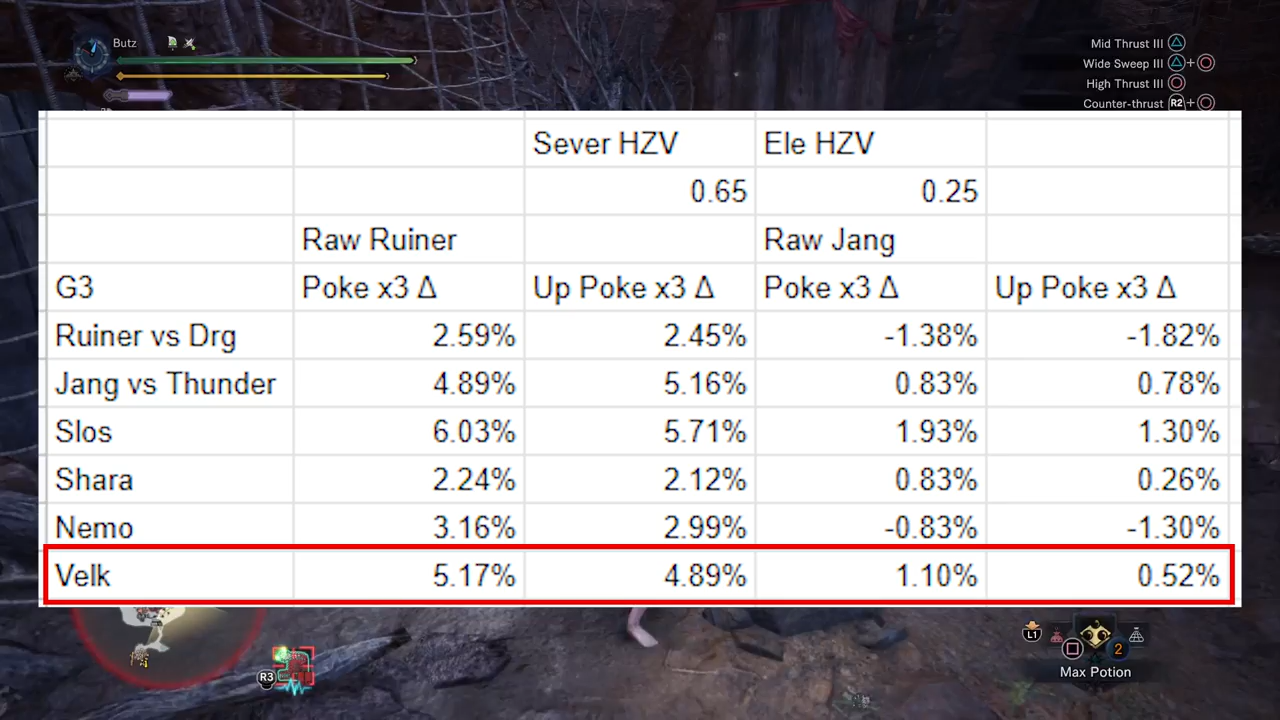 Butz
Mid Thrust III
Wide Sweep III +
High Thrust III
Counter-thrust R2 +
Sever HZV Ele HZV
0.65 0.25
Raw Ruiner Raw Jang
G3 Poke x3 Δ Up Poke x3 Δ Poke x3 Δ Up Poke x3 Δ
Ruiner vs Drg 2.59% 2.45% -1.38% -1.82%
Jang vs Thunder 4.89% 5.16% 0.83% 0.78%
Slos 6.03% 5.71% 1.93% 1.30%
Shara 2.24% 2.12% 0.83% 0.26%
Nemo 3.16% 2.99% -0.83% -1.30%
Velk 5.17% 4.89% 1.10% 0.52%
L1
2
R3
Max Potion